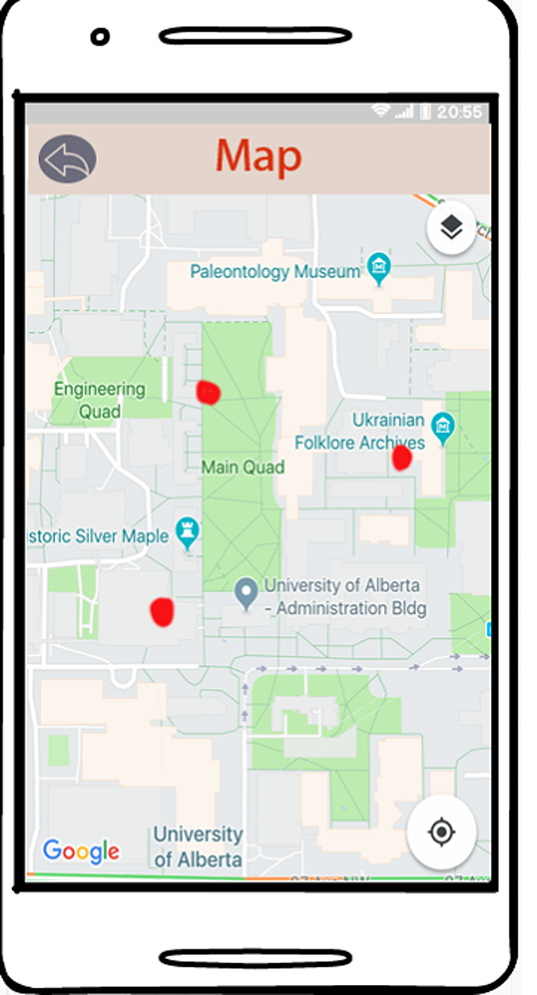 20:55
Map
Paleontology Museum
Engineering
Quad
Ukrainian
Folklore Archives
Main Quad
storic Silver Maple
University of Alberta
- Administration Bldg
Google
University
of Alberta